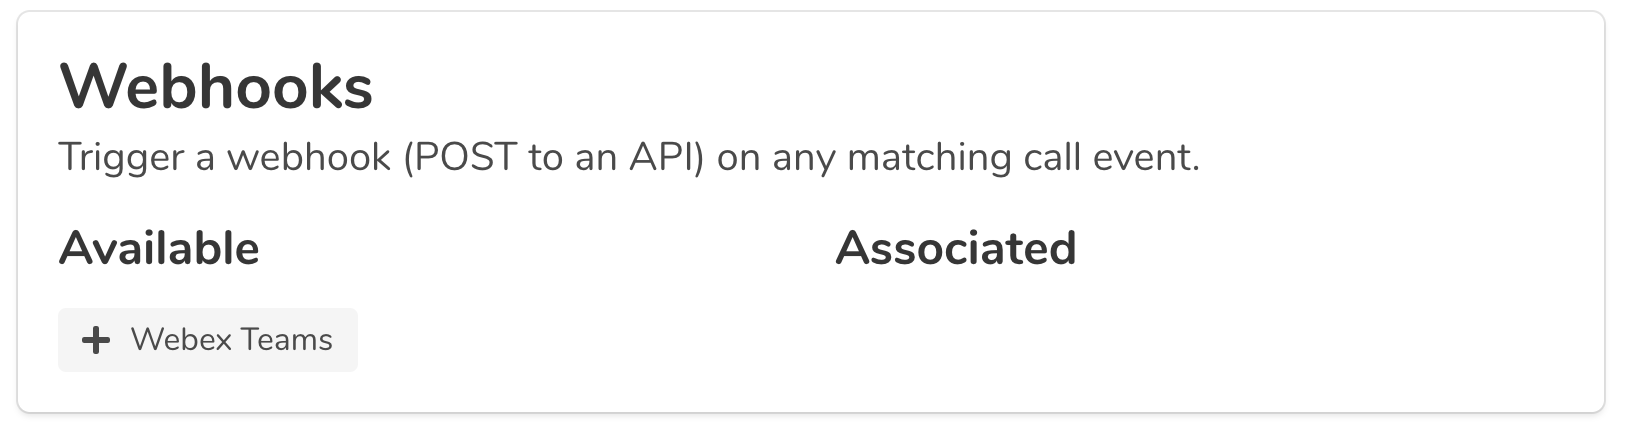 Webhooks
Trigger a webhook (POST to an API) on any matching call event.
Available
Associated
Webex Teams